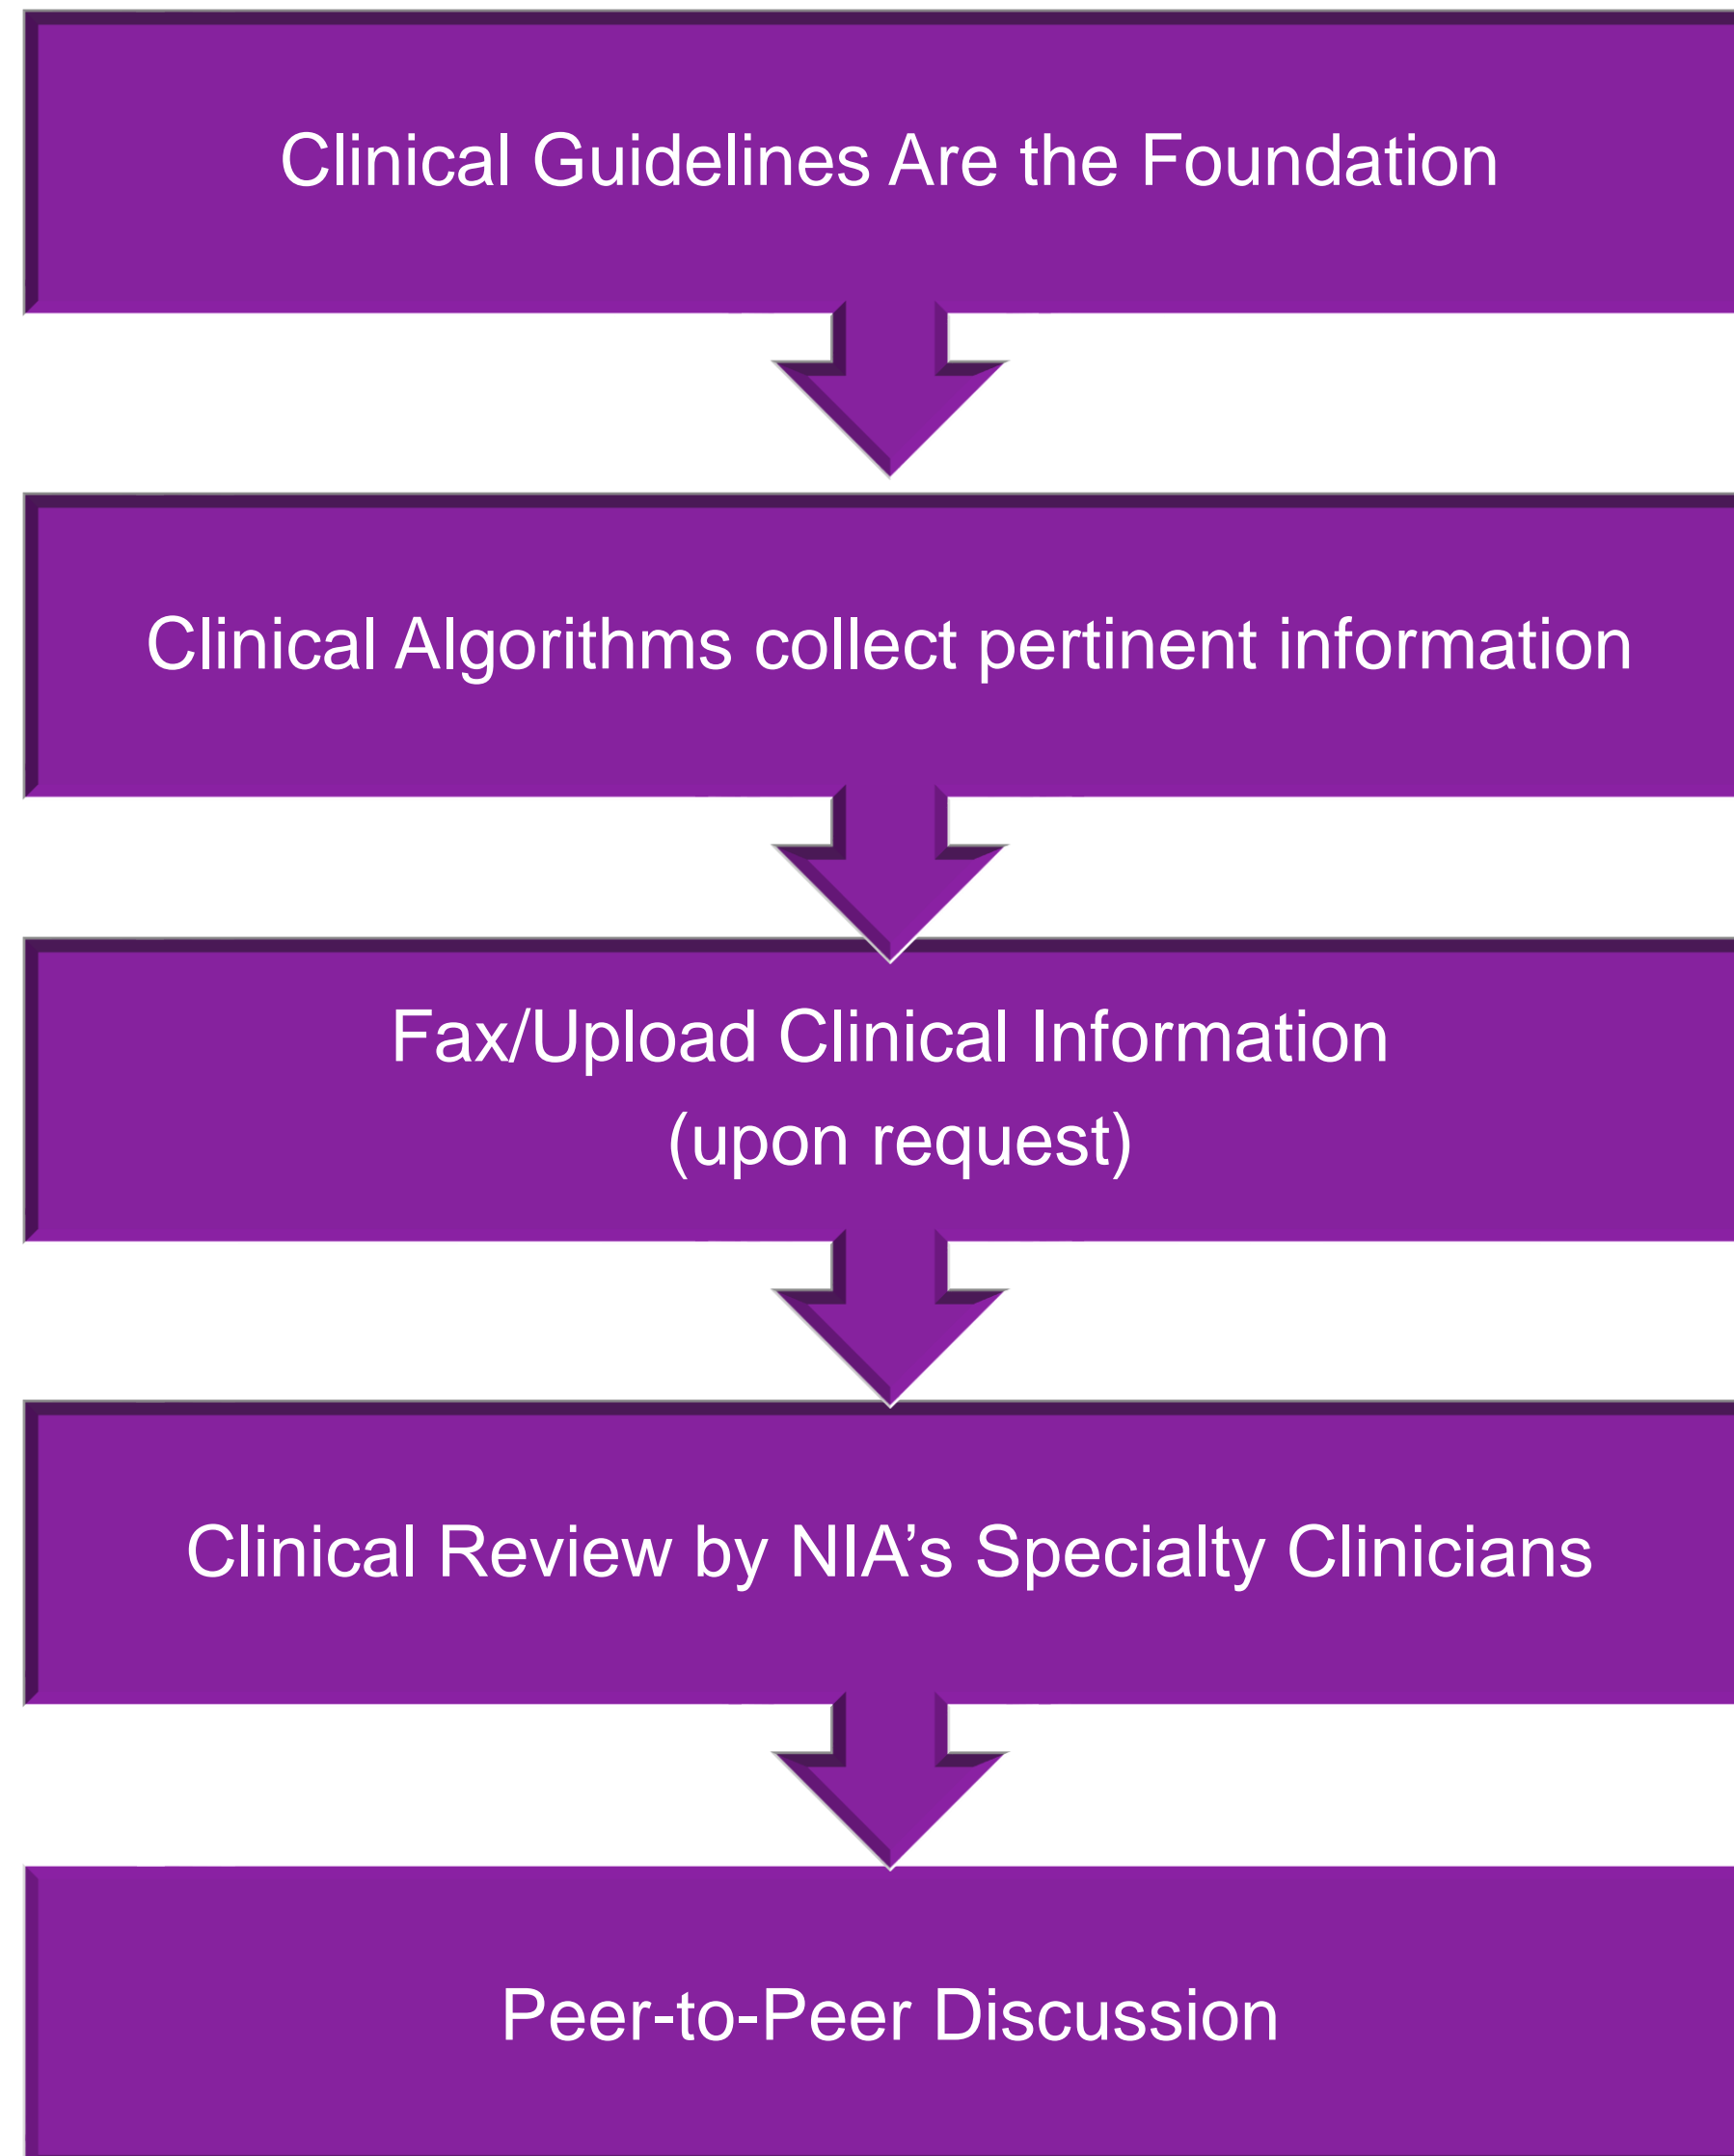 Clinical Guidelines Are the Foundation
Clinical Algorithms collect pertinent information
Fax/Upload Clinical Information
(upon request)
Clinical Review by NIA’s Specialty Clinicians
Peer-to-Peer Discussion